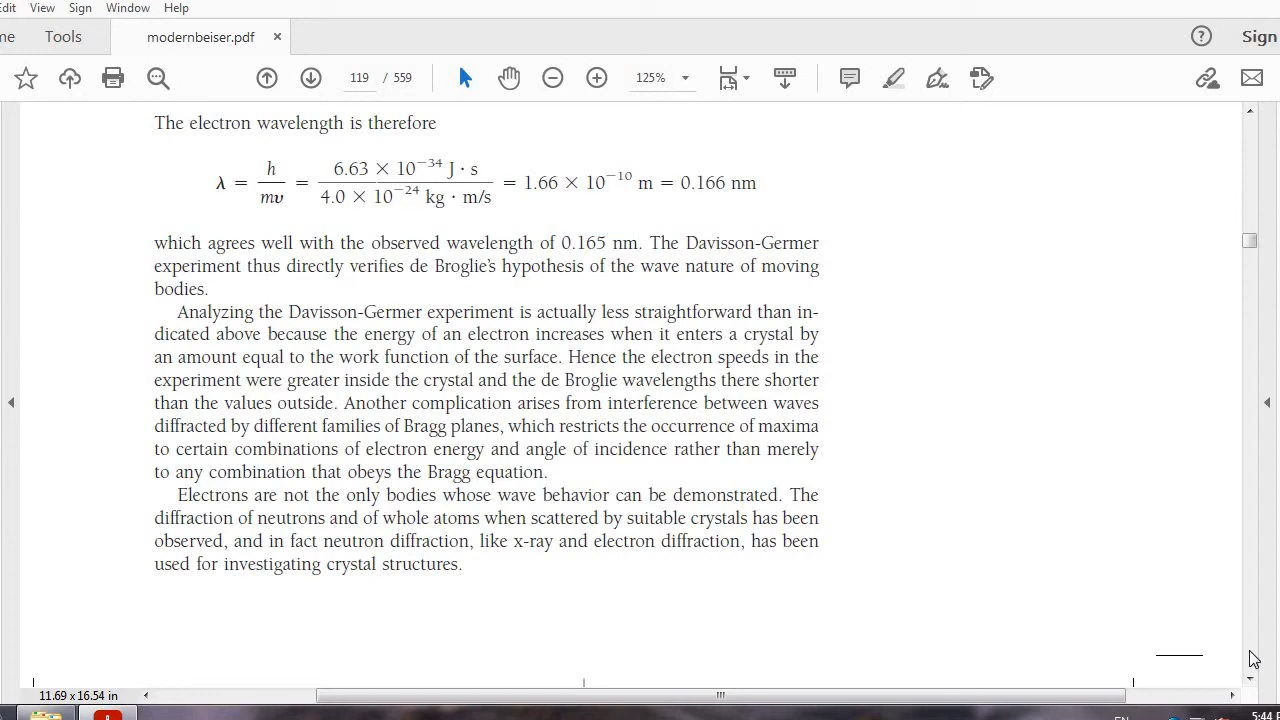 Edit View Sign Window Help
me Tools modernbeiser.pdf × ? Sign
119 / 559 125%
The electron wavelength is therefore
λ = h/mυ = 6.63 × 10⁻³⁴ J · s / 4.0 × 10⁻²⁴ kg · m/s = 1.66 × 10⁻¹⁰ m = 0.166 nm
which agrees well with the observed wavelength of 0.165 nm. The Davisson-Germer
experiment thus directly verifies de Broglie's hypothesis of the wave nature of moving
bodies.
Analyzing the Davisson-Germer experiment is actually less straightforward than in-
dicated above because the energy of an electron increases when it enters a crystal by
an amount equal to the work function of the surface. Hence the electron speeds in the
experiment were greater inside the crystal and the de Broglie wavelengths there shorter
than the values outside. Another complication arises from interference between waves
diffracted by different families of Bragg planes, which restricts the occurrence of maxima
to certain combinations of electron energy and angle of incidence rather than merely
to any combination that obeys the Bragg equation.
Electrons are not the only bodies whose wave behavior can be demonstrated. The
diffraction of neutrons and of whole atoms when scattered by suitable crystals has been
observed, and in fact neutron diffraction, like x-ray and electron diffraction, has been
used for investigating crystal structures.
11.69 x 16.54 in
EN 5:44